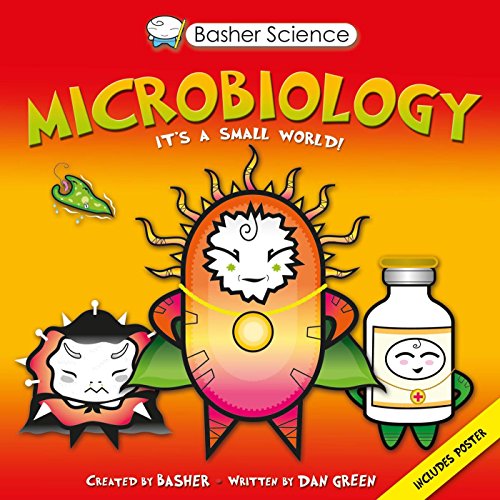 Basher Science
MICROBIOLOGY
IT'S A SMALL WORLD!
INCLUDES POSTER
CREATED BY BASHER · WRITTEN BY DAN GREEN